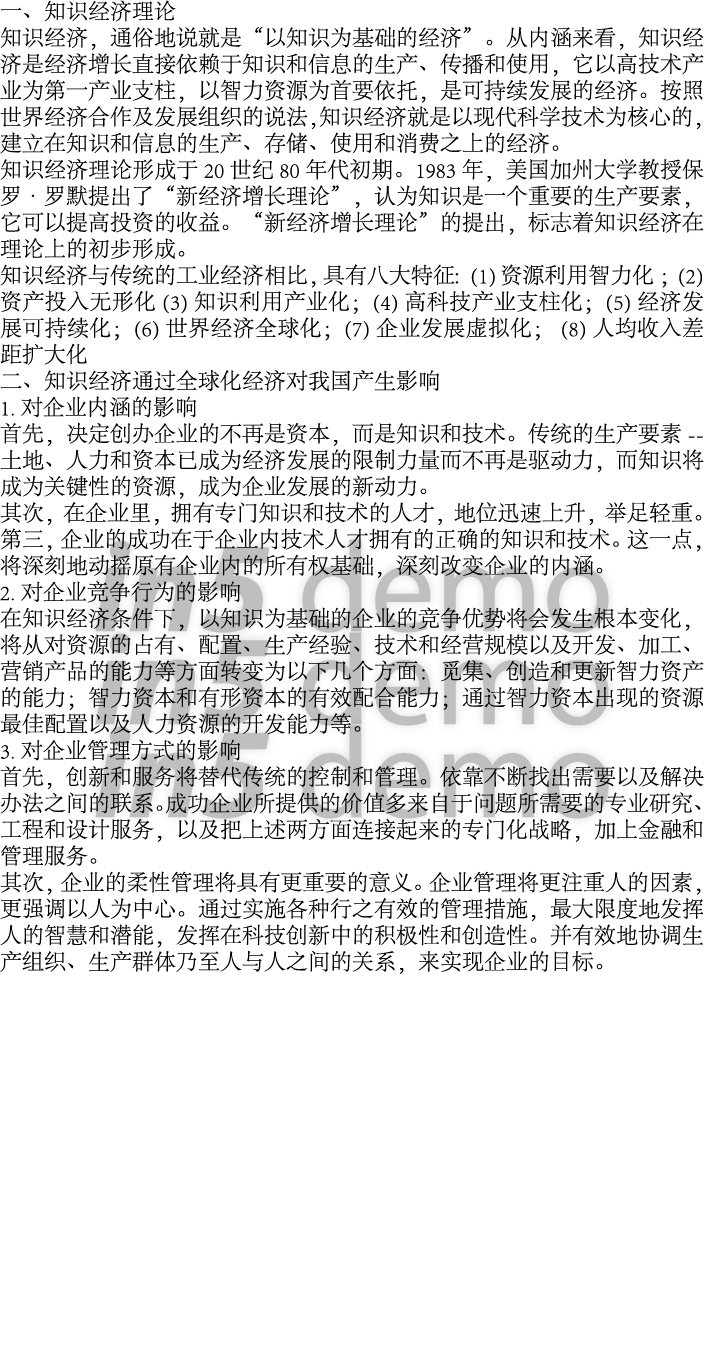 一、知识经济理论
知识经济，通俗地说就是“以知识为基础的经济”。从内涵来看，知识经
济是经济增长直接依赖于知识和信息的生产、传播和使用，它以高技术产
业为第一产业支柱，以智力资源为首要依托，是可持续发展的经济。按照
世界经济合作及发展组织的说法,知识经济就是以现代科学技术为核心的，
建立在知识和信息的生产、存储、使用和消费之上的经济。
知识经济理论形成于 20 世纪 80 年代初期。1983 年，美国加州大学教授保
罗 · 罗默提出了“新经济增长理论”，认为知识是一个重要的生产要素，
它可以提高投资的收益。“新经济增长理论”的提出，标志着知识经济在
理论上的初步形成。
知识经济与传统的工业经济相比, 具有八大特征: (1) 资源利用智力化 ; (2)
资产投入无形化 (3) 知识利用产业化；(4) 高科技产业支柱化；(5) 经济发
展可持续化；(6) 世界经济全球化；(7) 企业发展虚拟化； (8) 人均收入差
距扩大化
二、知识经济通过全球化经济对我国产生影响
1. 对企业内涵的影响
首先，决定创办企业的不再是资本，而是知识和技术。传统的生产要素 --
土地、人力和资本已成为经济发展的限制力量而不再是驱动力，而知识将
成为关键性的资源，成为企业发展的新动力。
其次，在企业里，拥有专门知识和技术的人才，地位迅速上升，举足轻重。
第三，企业的成功在于企业内技术人才拥有的正确的知识和技术。这一点，
将深刻地动摇原有企业内的所有权基础，深刻改变企业的内涵。
2. 对企业竞争行为的影响
在知识经济条件下，以知识为基础的企业的竞争优势将会发生根本变化，
将从对资源的占有、配置、生产经验、技术和经营规模以及开发、加工、
营销产品的能力等方面转变为以下几个方面：觅集、创造和更新智力资产
的能力；智力资本和有形资本的有效配合能力；通过智力资本出现的资源
最佳配置以及人力资源的开发能力等。
3. 对企业管理方式的影响
首先，创新和服务将替代传统的控制和管理。依靠不断找出需要以及解决
办法之间的联系。成功企业所提供的价值多来自于问题所需要的专业研究、
工程和设计服务，以及把上述两方面连接起来的专门化战略，加上金融和
管理服务。
其次，企业的柔性管理将具有更重要的意义。企业管理将更注重人的因素，
更强调以人为中心。通过实施各种行之有效的管理措施，最大限度地发挥
人的智慧和潜能，发挥在科技创新中的积极性和创造性。并有效地协调生
产组织、生产群体乃至人与人之间的关系，来实现企业的目标。
In5 demo
In5 demo
In5 demo